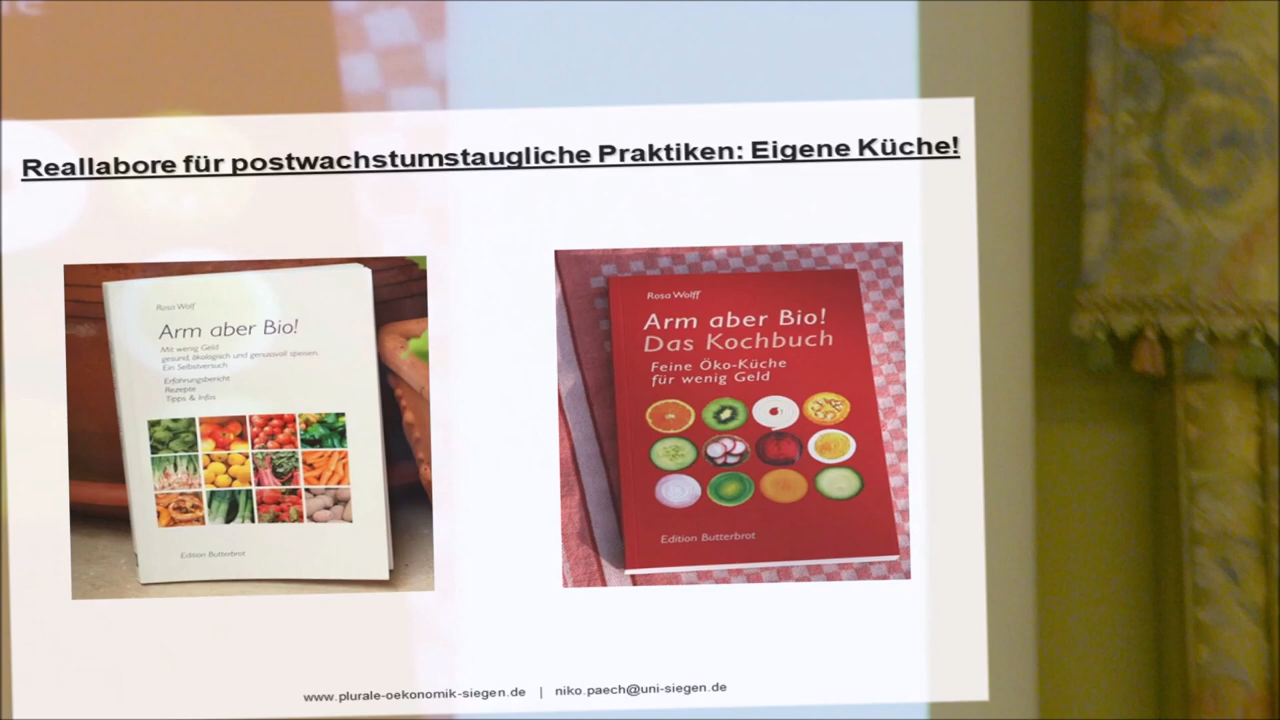 Reallabore für postwachstumstaugliche Praktiken: Eigene Küche!
Rosa Wolf
Arm aber Bio!
Mit wenig Geld
gesund, ökologisch und genussvoll speisen.
Ein Selbstversuch
Erfahrungsbericht
Rezepte
Tipps & Infos
Edition Butterbrot
Rosa Wolff
Arm aber Bio!
Das Kochbuch
Feine Öko-Küche
für wenig Geld
Edition Butterbrot
www.plurale-oekonomik-siegen.de | niko.paech@uni-siegen.de